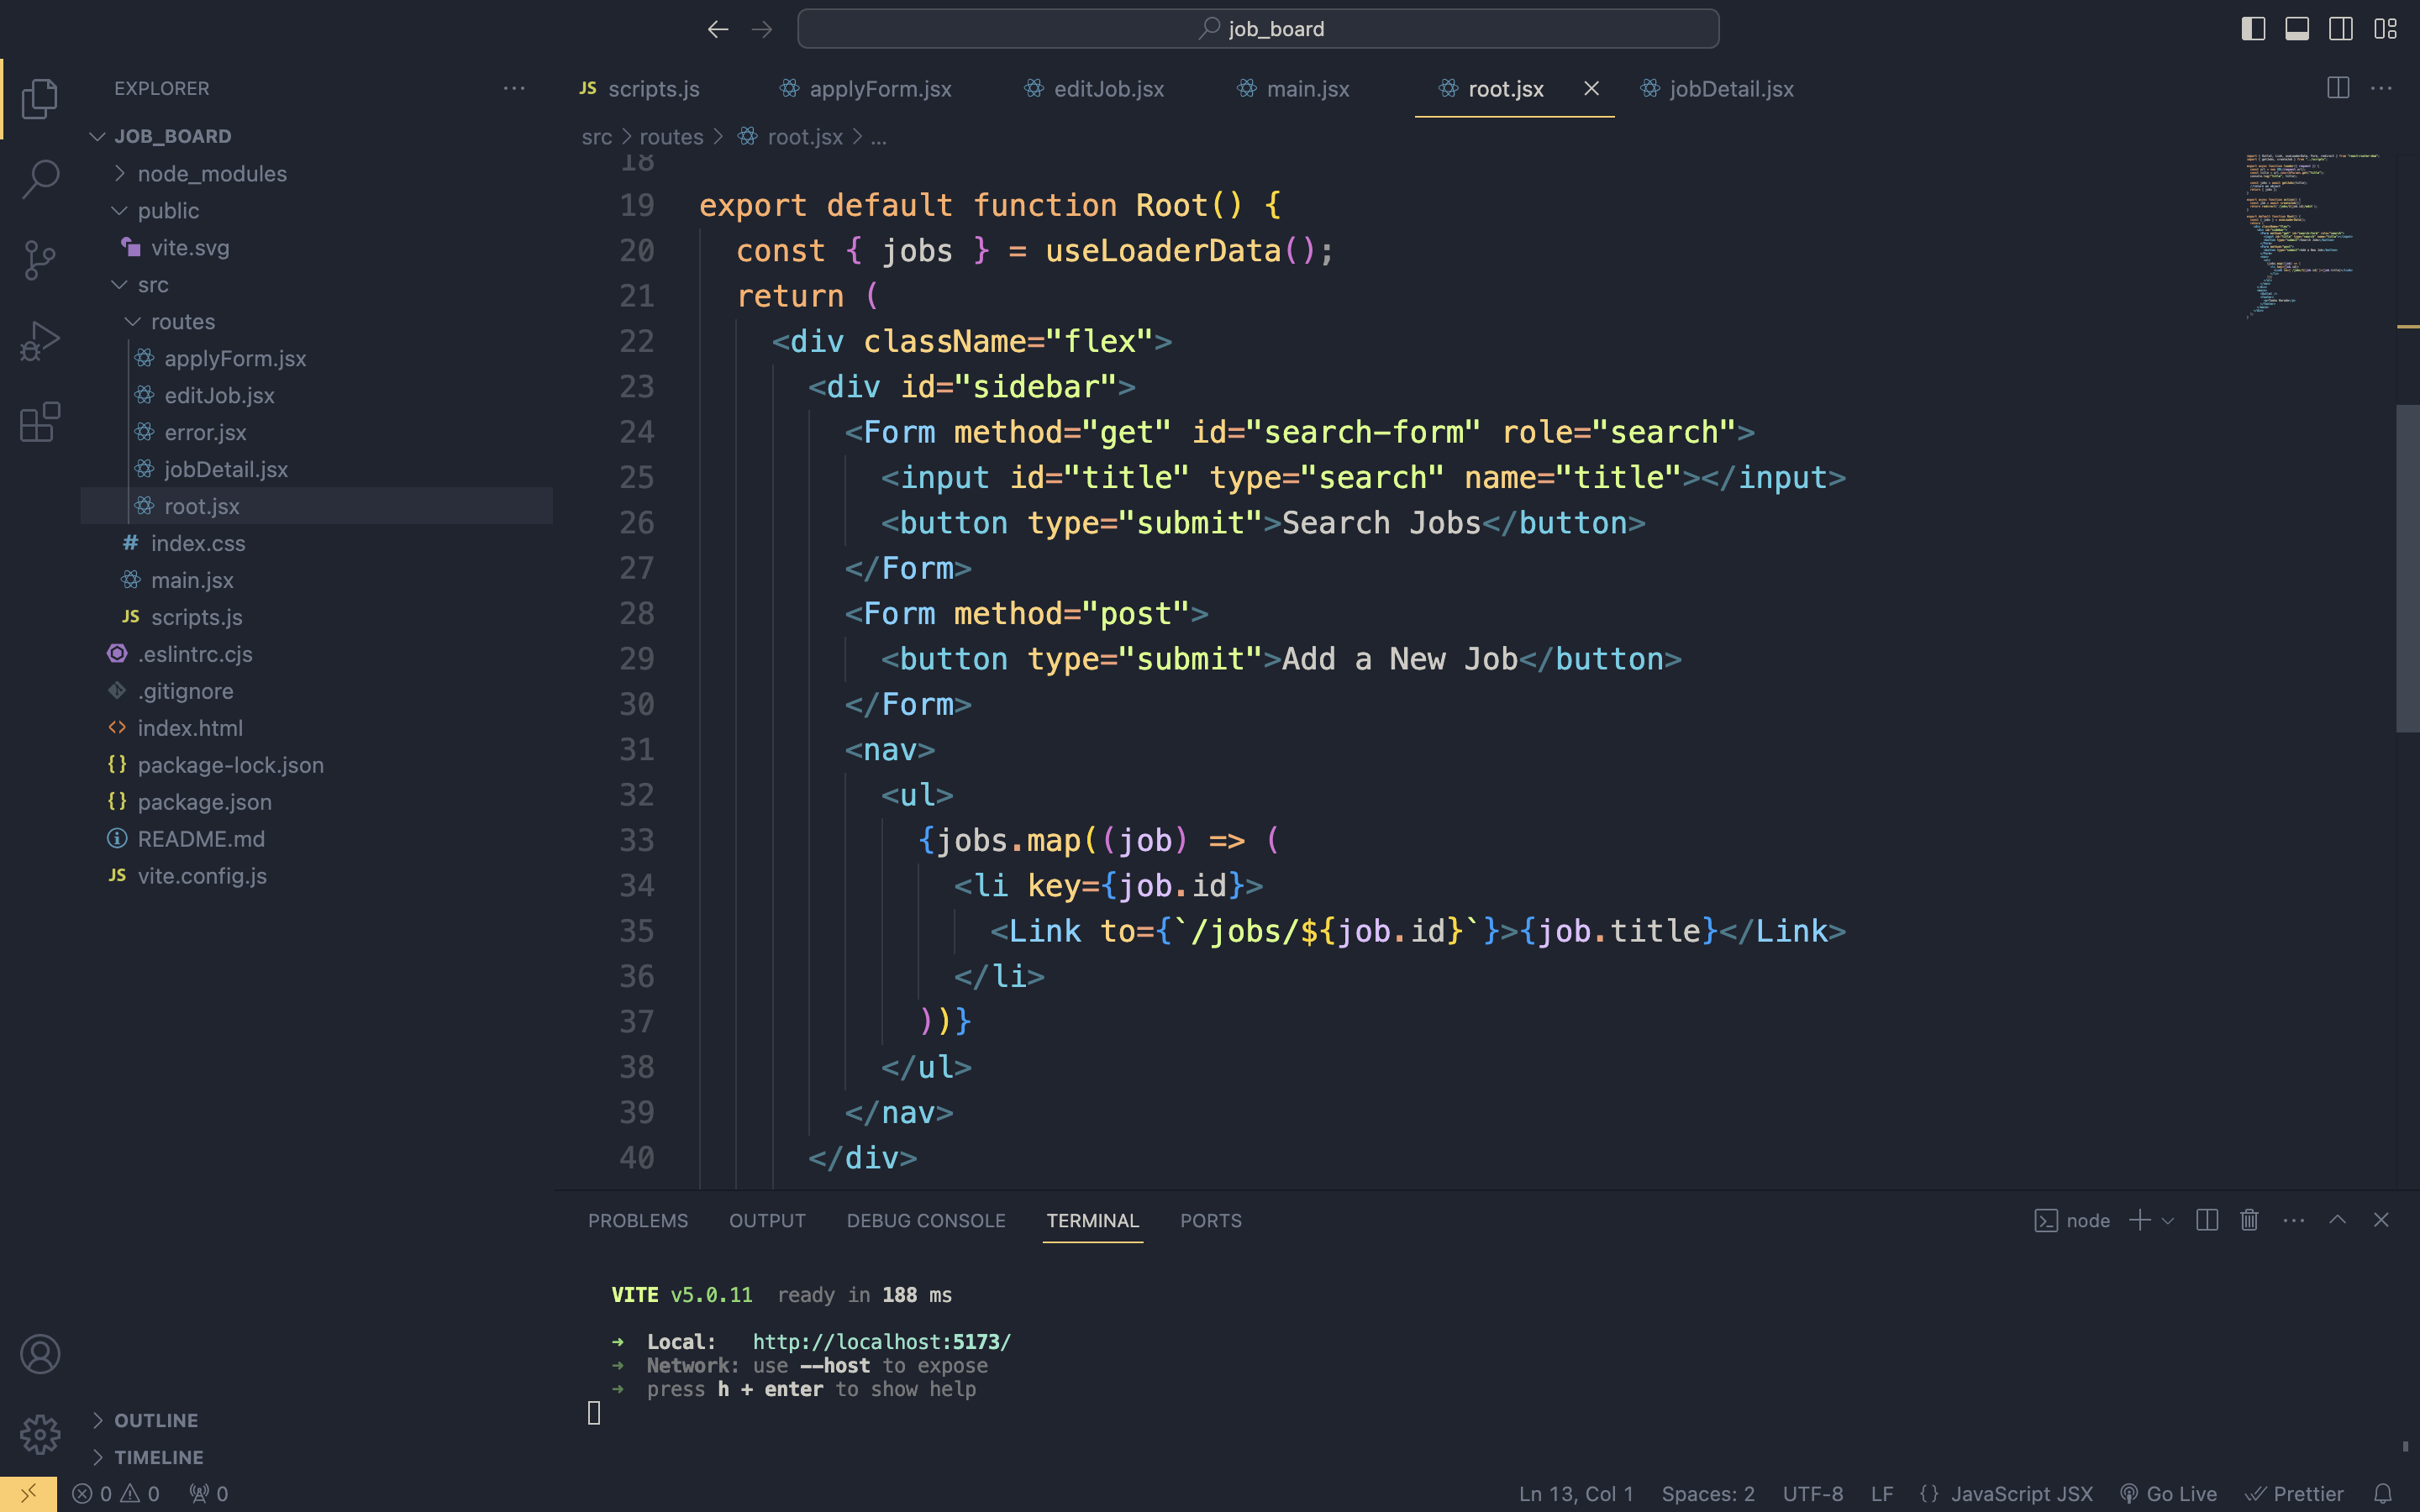 job_board
EXPLORER
JOB_BOARD
node_modules
public
vite.svg
src
routes
applyForm.jsx
editJob.jsx
error.jsx
jobDetail.jsx
root.jsx
# index.css
main.jsx
JS scripts.js
.eslintrc.cjs
.gitignore
<> index.html
{} package-lock.json
{} package.json
README.md
JS vite.config.js
OUTLINE
TIMELINE
JS scripts.js applyForm.jsx editJob.jsx main.jsx root.jsx jobDetail.jsx
src > routes > root.jsx > ...
18
19 export default function Root() {
20 const { jobs } = useLoaderData();
21 return (
22 <div className="flex">
23 <div id="sidebar">
24 <Form method="get" id="search-form" role="search">
25 <input id="title" type="search" name="title"></input>
26 <button type="submit">Search Jobs</button>
27 </Form>
28 <Form method="post">
29 <button type="submit">Add a New Job</button>
30 </Form>
31 <nav>
32 <ul>
33 {jobs.map((job) => (
34 <li key={job.id}>
35 <Link to={`/jobs/${job.id}`}>{job.title}</Link>
36 </li>
37 ))}
38 </ul>
39 </nav>
40 </div>
PROBLEMS OUTPUT DEBUG CONSOLE TERMINAL PORTS
node
VITE v5.0.11 ready in 188 ms
➜ Local: http://localhost:5173/
➜ Network: use --host to expose
➜ press h + enter to show help
0 0 0
Ln 13, Col 1 Spaces: 2 UTF-8 LF {} JavaScript JSX Go Live Prettier